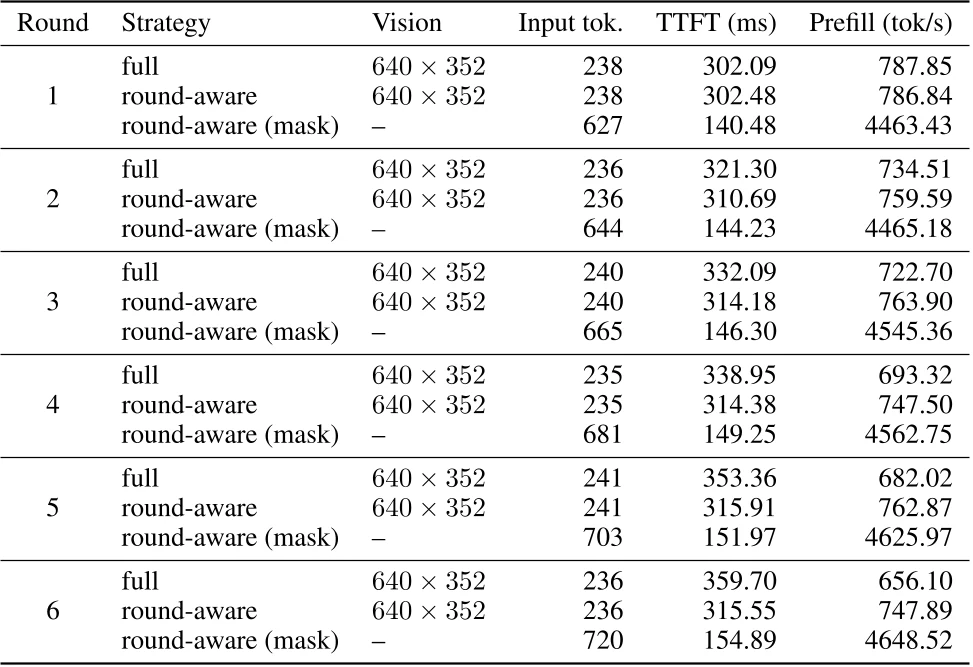 Round Strategy Vision Input tok. TTFT (ms) Prefill (tok/s)
full 640 × 352 238 302.09 787.85
1 round-aware 640 × 352 238 302.48 786.84
round-aware (mask) – 627 140.48 4463.43
full 640 × 352 236 321.30 734.51
2 round-aware 640 × 352 236 310.69 759.59
round-aware (mask) – 644 144.23 4465.18
full 640 × 352 240 332.09 722.70
3 round-aware 640 × 352 240 314.18 763.90
round-aware (mask) – 665 146.30 4545.36
full 640 × 352 235 338.95 693.32
4 round-aware 640 × 352 235 314.38 747.50
round-aware (mask) – 681 149.25 4562.75
full 640 × 352 241 353.36 682.02
5 round-aware 640 × 352 241 315.91 762.87
round-aware (mask) – 703 151.97 4625.97
full 640 × 352 236 359.70 656.10
6 round-aware 640 × 352 236 315.55 747.89
round-aware (mask) – 720 154.89 4648.52